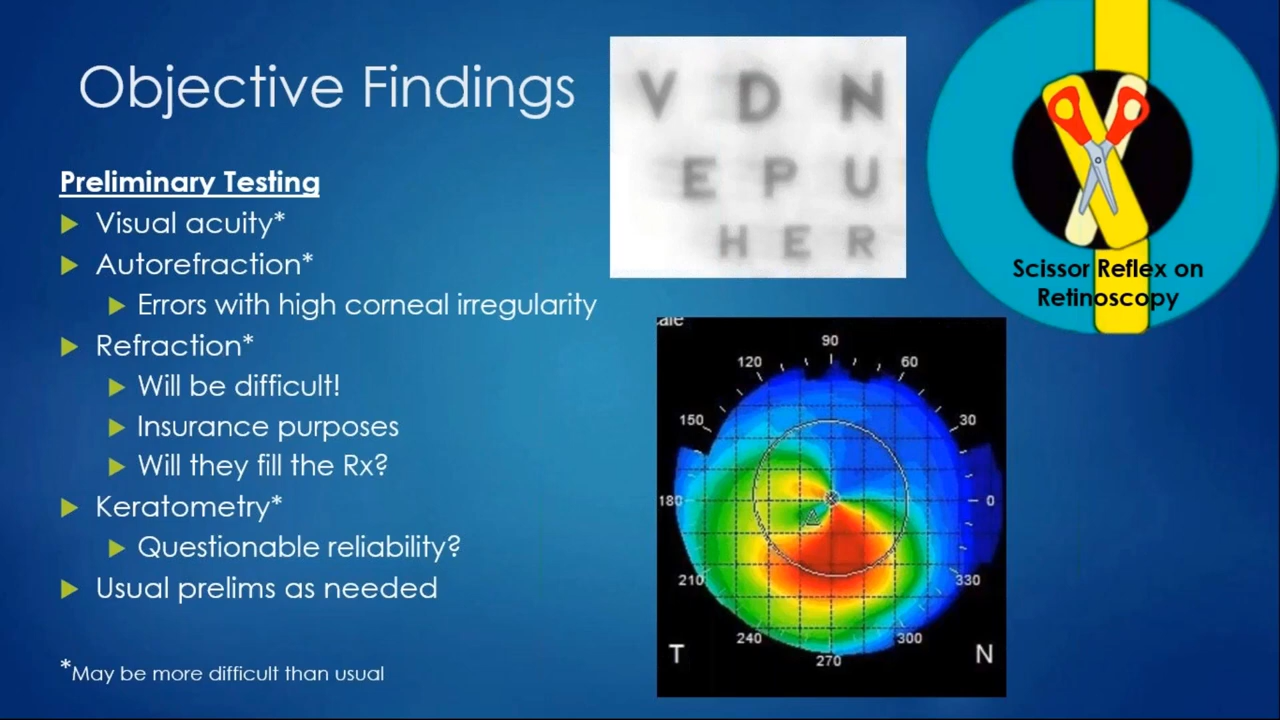 Objective Findings
Preliminary Testing
Visual acuity*
Autorefraction*
Errors with high corneal irregularity
Refraction*
Will be difficult!
Insurance purposes
Will they fill the Rx?
Keratometry*
Questionable reliability?
Usual prelims as needed
*May be more difficult than usual
V D N
E P U
H E R
Scissor Reflex on
Retinoscopy
ale
90
120
60
150
30
180
0
210
330
240
300
270
T
N